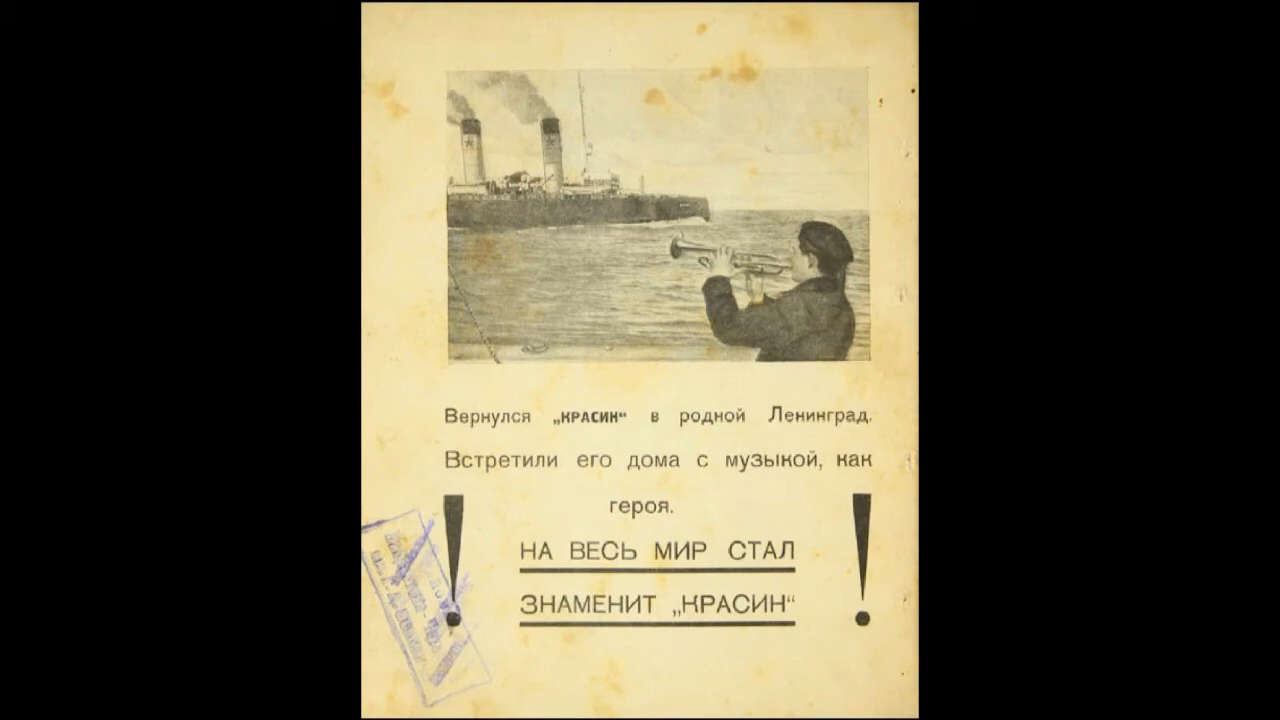 Вернулся „КРАСИН“ в родной Ленинград.
Встретили его дома с музыкой, как
героя.
! НА ВЕСЬ МИР СТАЛ !
ЗНАМЕНИТ „КРАСИН“